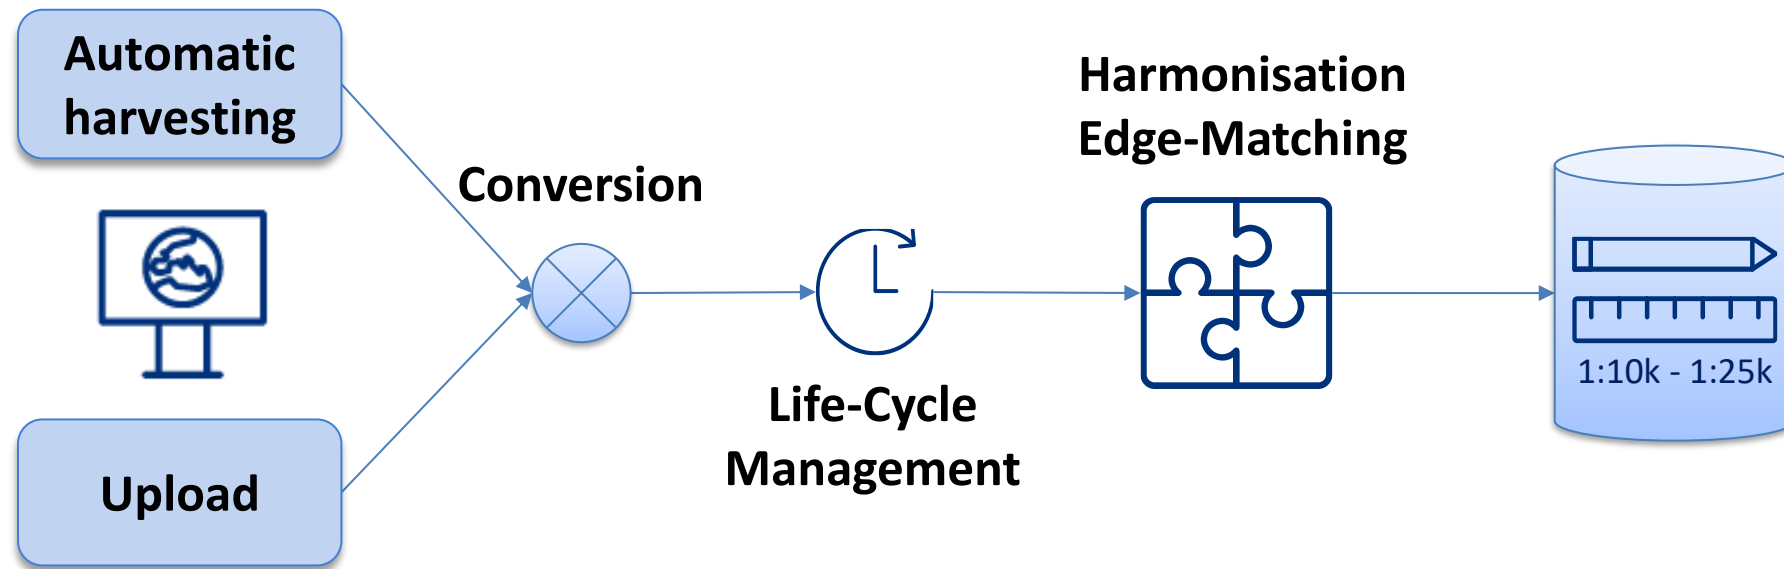 Automatic
harvesting
Conversion
Upload
Life-Cycle
Management
Harmonisation
Edge-Matching
1:10k - 1:25k